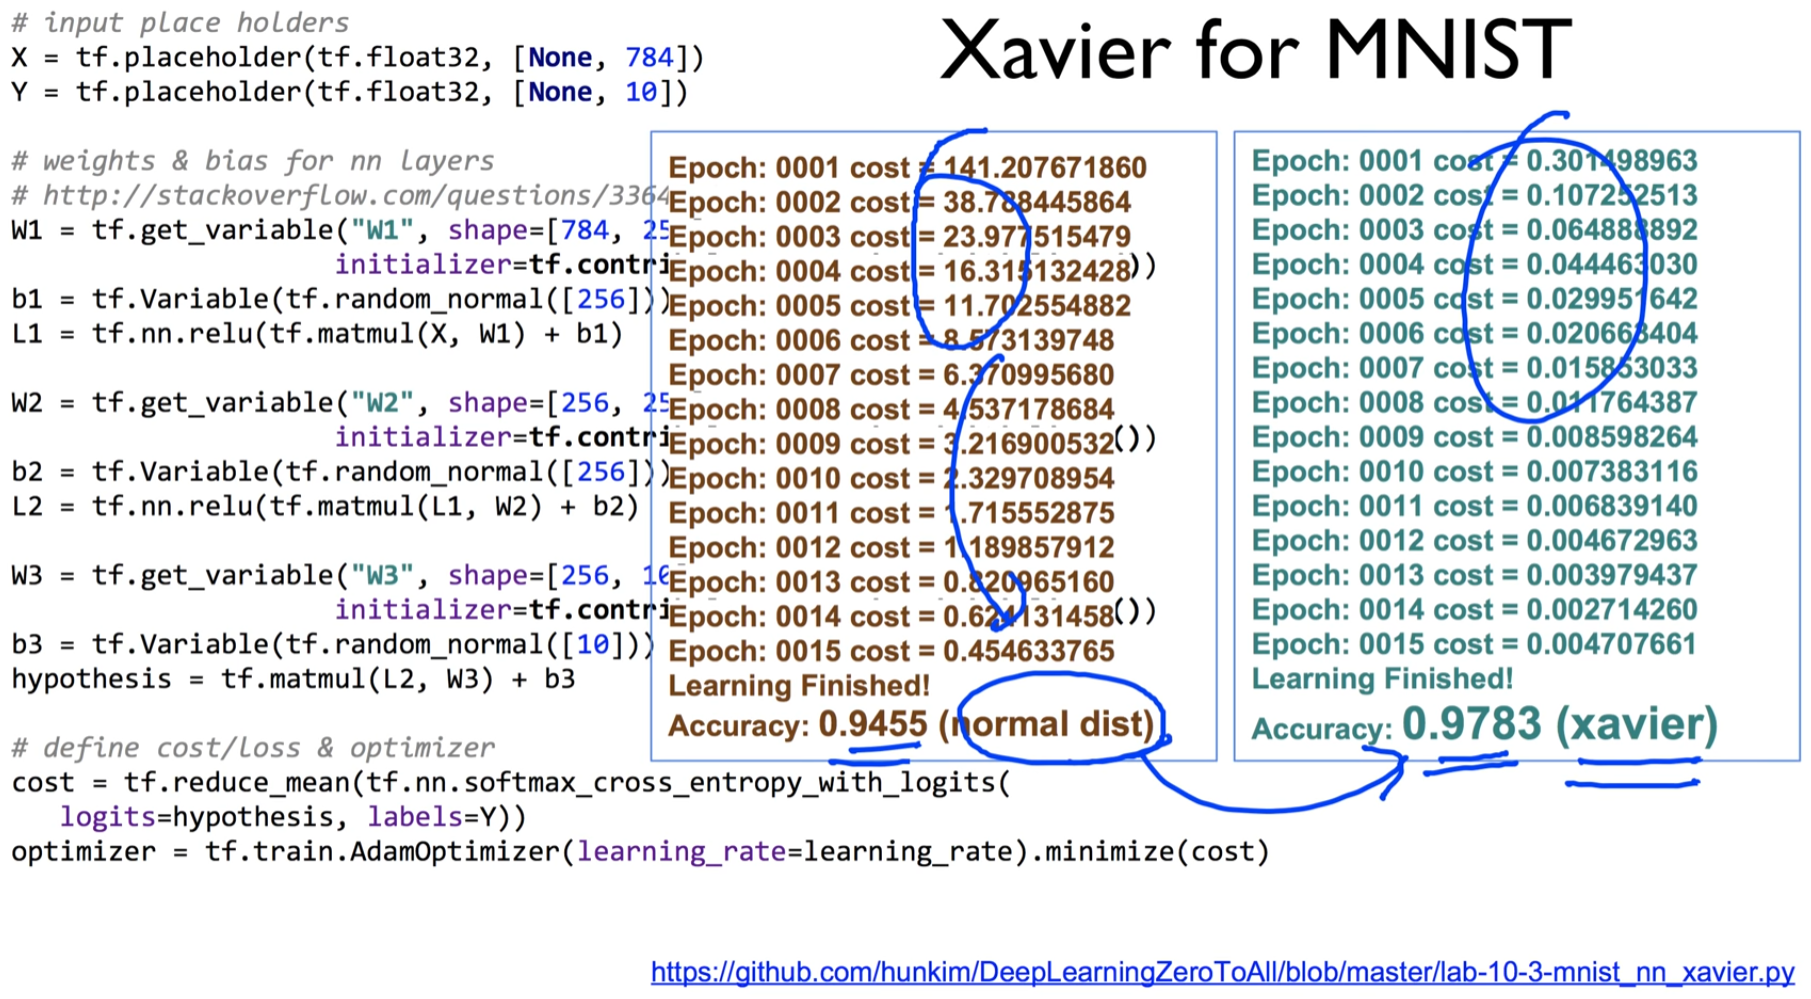 Xavier for MNIST
# input place holders
X = tf.placeholder(tf.float32, [None, 784])
Y = tf.placeholder(tf.float32, [None, 10])
# weights & bias for nn layers
# http://stackoverflow.com/questions/3364
W1 = tf.get_variable("W1", shape=[784, 25
initializer=tf.contri ))
b1 = tf.Variable(tf.random_normal([256]))
L1 = tf.nn.relu(tf.matmul(X, W1) + b1)
W2 = tf.get_variable("W2", shape=[256, 25
initializer=tf.contri ())
b2 = tf.Variable(tf.random_normal([256]))
L2 = tf.nn.relu(tf.matmul(L1, W2) + b2)
W3 = tf.get_variable("W3", shape=[256, 10
initializer=tf.contri ())
b3 = tf.Variable(tf.random_normal([10]))
hypothesis = tf.matmul(L2, W3) + b3
# define cost/loss & optimizer
cost = tf.reduce_mean(tf.nn.softmax_cross_entropy_with_logits(
logits=hypothesis, labels=Y))
optimizer = tf.train.AdamOptimizer(learning_rate=learning_rate).minimize(cost)
Epoch: 0001 cost = 141.207671860
Epoch: 0002 cost = 38.788445864
Epoch: 0003 cost = 23.977515479
Epoch: 0004 cost = 16.315132428
Epoch: 0005 cost = 11.702554882
Epoch: 0006 cost = 8.573139748
Epoch: 0007 cost = 6.370995680
Epoch: 0008 cost = 4.537178684
Epoch: 0009 cost = 3.216900532
Epoch: 0010 cost = 2.329708954
Epoch: 0011 cost = 1.715552875
Epoch: 0012 cost = 1.189857912
Epoch: 0013 cost = 0.820965160
Epoch: 0014 cost = 0.624131458
Epoch: 0015 cost = 0.454633765
Learning Finished!
Accuracy: 0.9455 (normal dist)
Epoch: 0001 cost = 0.301498963
Epoch: 0002 cost = 0.107252513
Epoch: 0003 cost = 0.064888892
Epoch: 0004 cost = 0.044463030
Epoch: 0005 cost = 0.029951642
Epoch: 0006 cost = 0.020663404
Epoch: 0007 cost = 0.015853033
Epoch: 0008 cost = 0.011764387
Epoch: 0009 cost = 0.008598264
Epoch: 0010 cost = 0.007383116
Epoch: 0011 cost = 0.006839140
Epoch: 0012 cost = 0.004672963
Epoch: 0013 cost = 0.003979437
Epoch: 0014 cost = 0.002714260
Epoch: 0015 cost = 0.004707661
Learning Finished!
Accuracy: 0.9783 (xavier)
https://github.com/hunkim/DeepLearningZeroToAll/blob/master/lab-10-3-mnist_nn_xavier.py